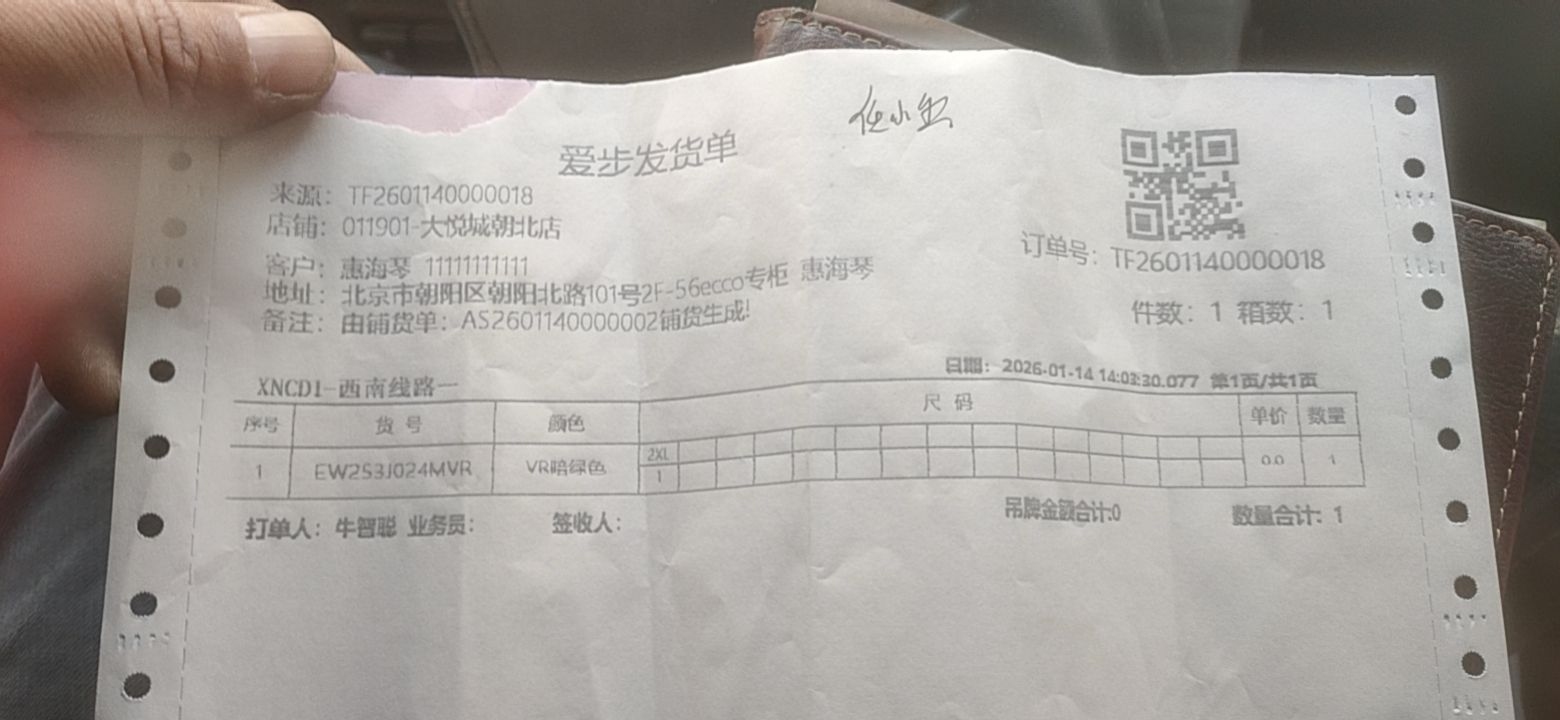 爱步发货单
来源：TF2601140000018
店铺：011901-大悦城朝北店
客户：惠海琴 11111111111
地址：北京市朝阳区朝阳北路101号2F-56ecco专柜 惠海琴
备注：由铺货单：AS2601140000002铺货生成!
订单号：TF2601140000018
件数：1 箱数：1
XNCD1-西南线路一
日期：2026-01-14 14:03:30.077 第1页/共1页
序号 货号 颜色 尺码 单价 数量
2XL
1 EW2S3J024MVR VR暗绿色 1 0.0 1
打单人：牛智聪 业务员： 签收人： 吊牌金额合计:0 数量合计：1